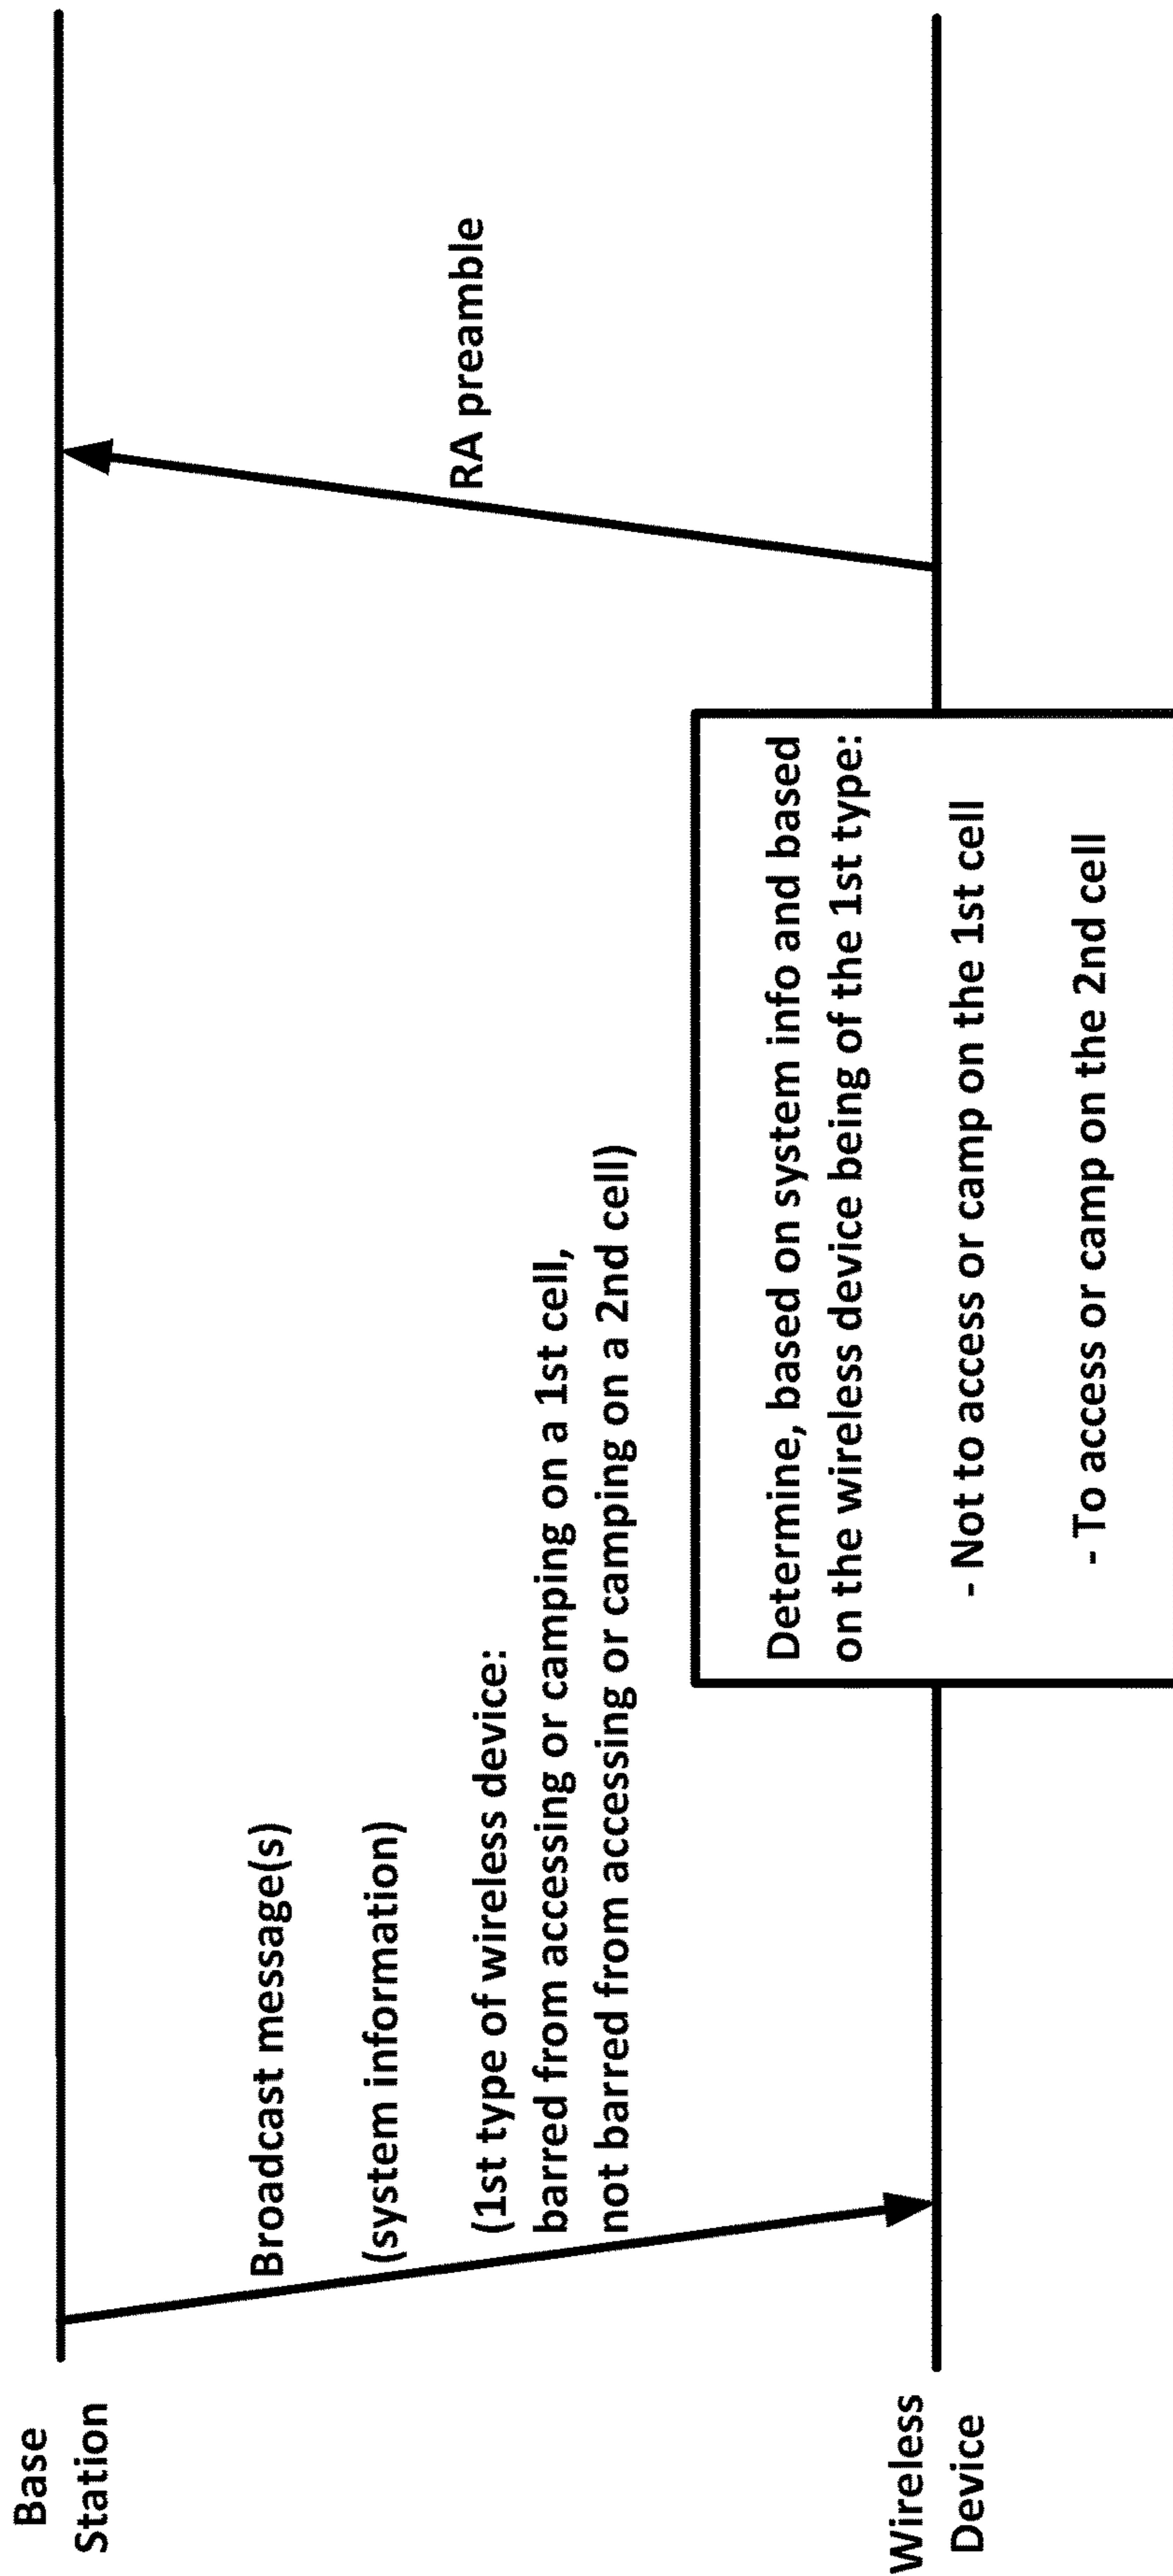 Base
Station
Broadcast message(s)
(system information)
(1st type of wireless device:
barred from accessing or camping on a 1st cell,
not barred from accessing or camping on a 2nd cell)
RA preamble
Determine, based on system info and based
on the wireless device being of the 1st type:
- Not to access or camp on the 1st cell
- To access or camp on the 2nd cell
Wireless
Device